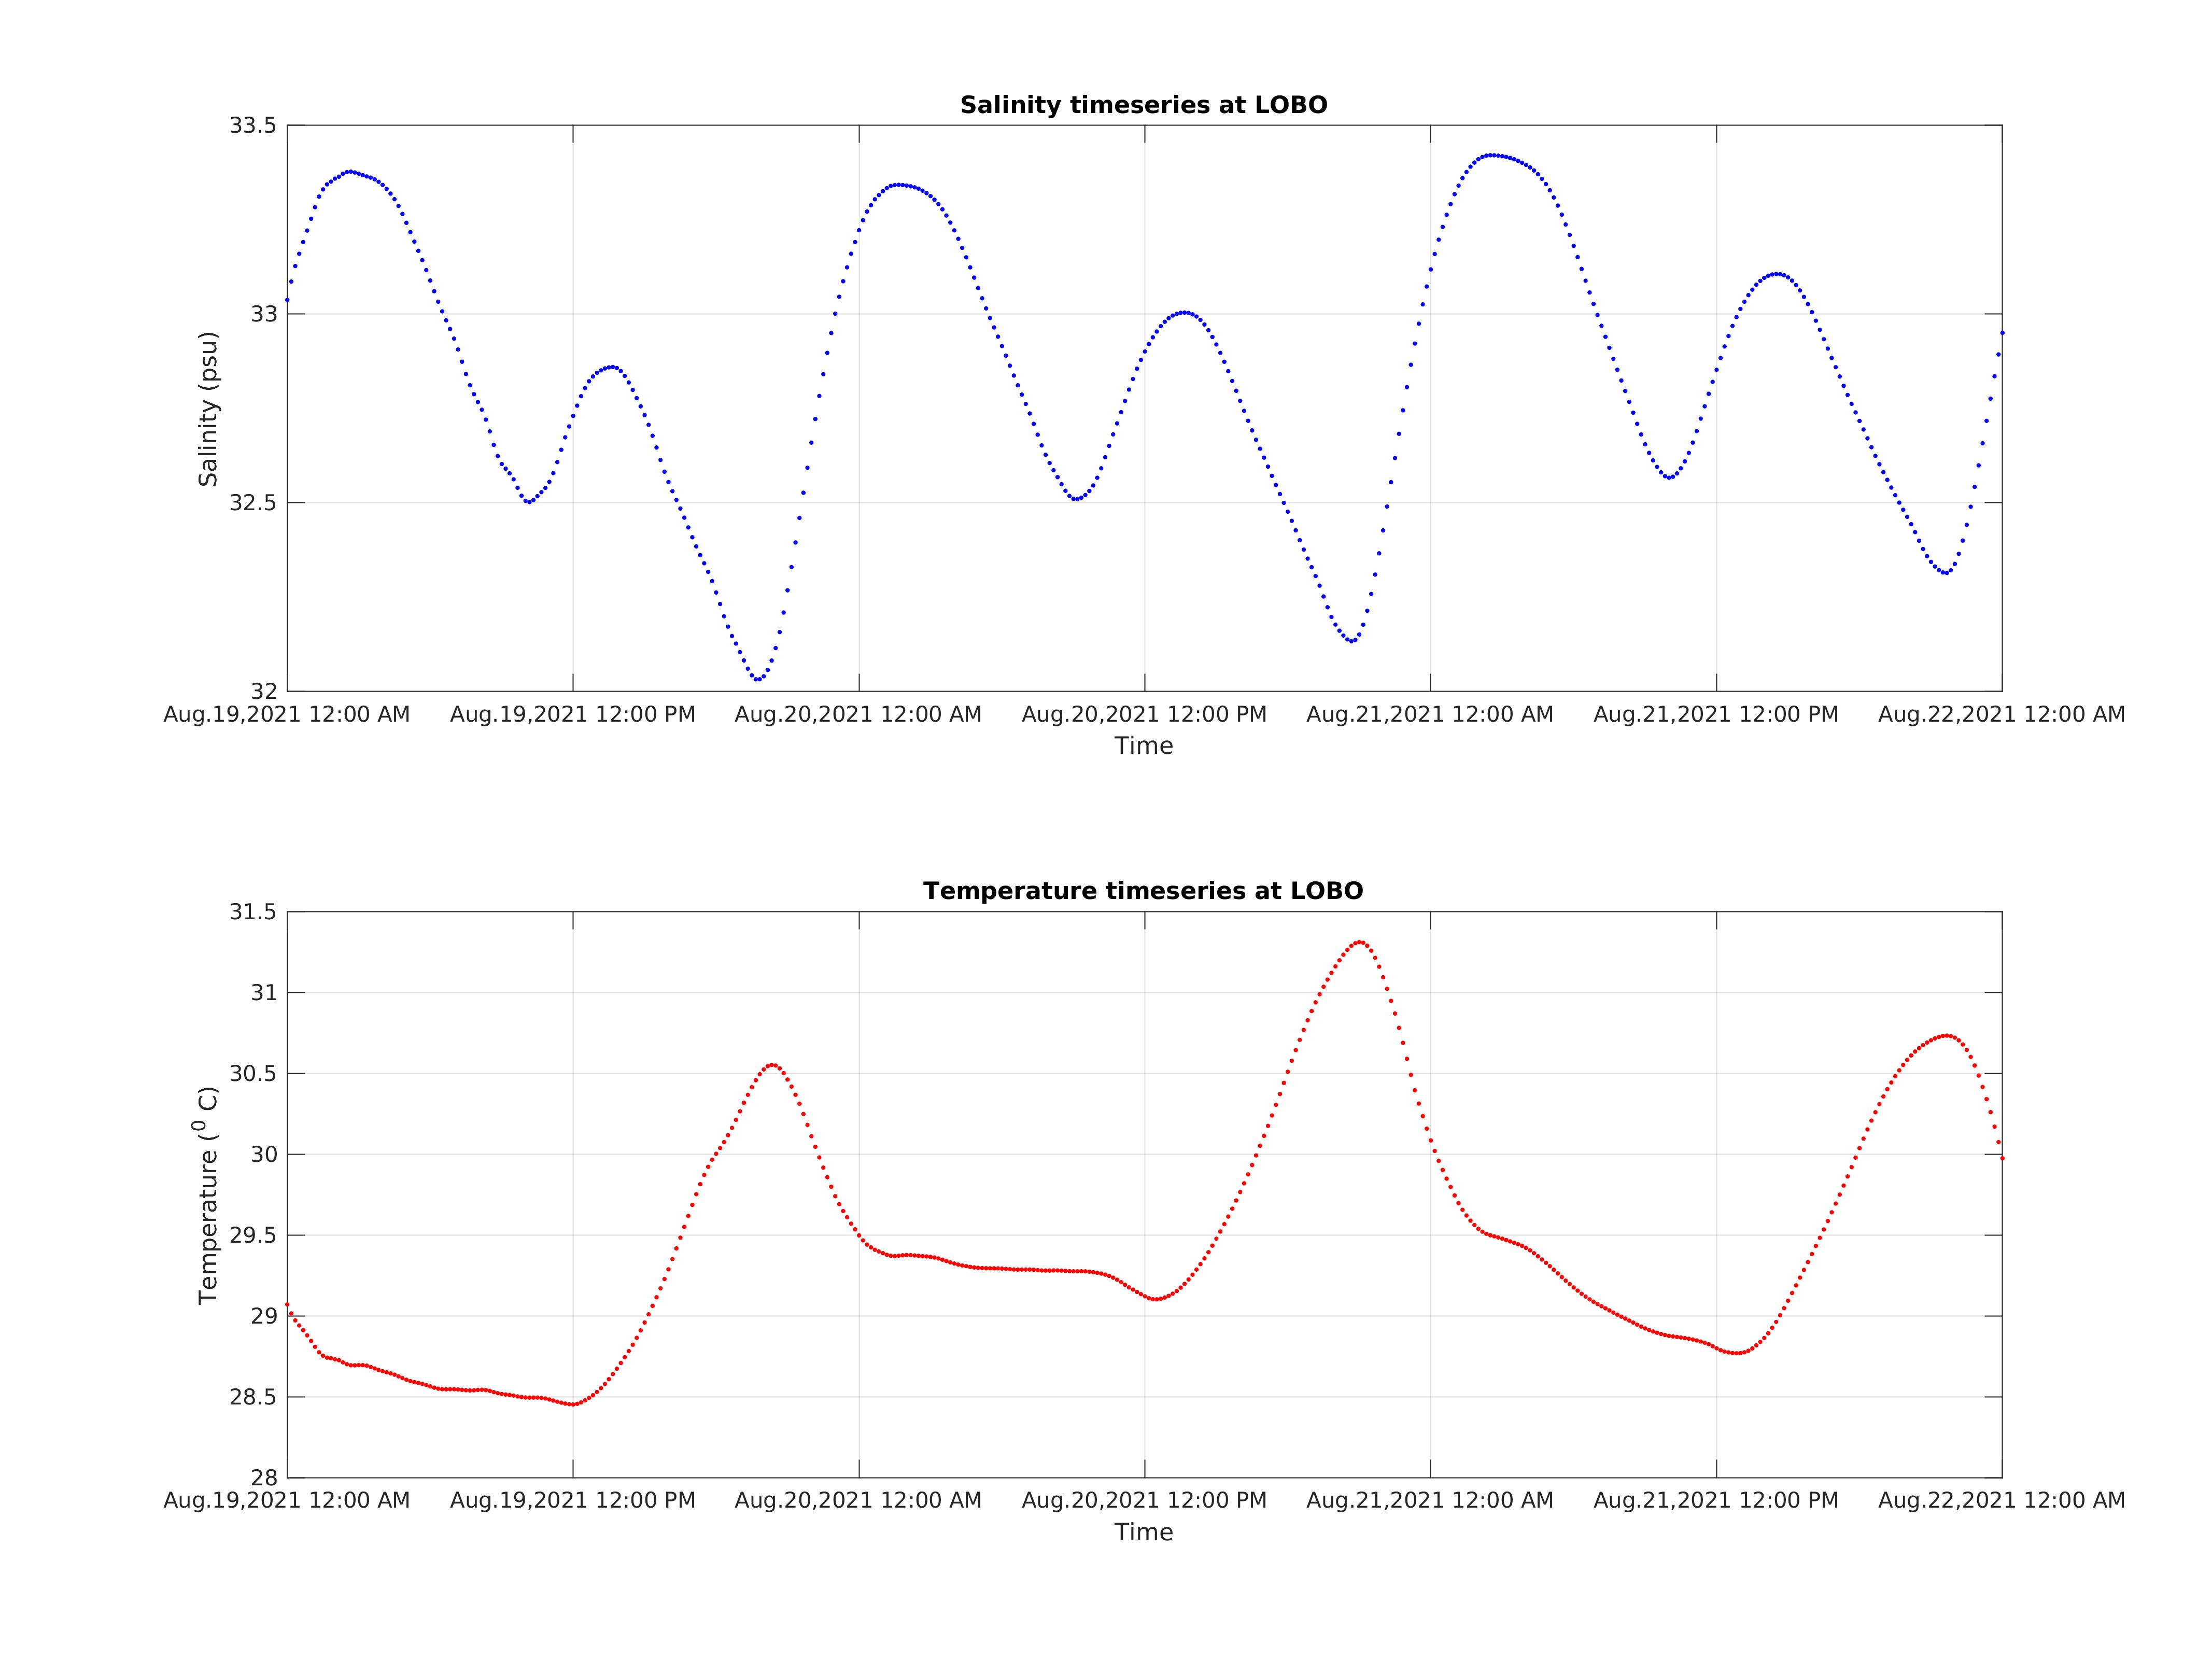 Salinity timeseries at LOBO
33.5
33
32.5
32
Salinity (psu)
Aug.19,2021 12:00 AM Aug.19,2021 12:00 PM Aug.20,2021 12:00 AM Aug.20,2021 12:00 PM Aug.21,2021 12:00 AM Aug.21,2021 12:00 PM Aug.22,2021 12:00 AM
Time
Temperature timeseries at LOBO
31.5
31
30.5
30
29.5
29
28.5
28
Temperature (⁰ C)
Aug.19,2021 12:00 AM Aug.19,2021 12:00 PM Aug.20,2021 12:00 AM Aug.20,2021 12:00 PM Aug.21,2021 12:00 AM Aug.21,2021 12:00 PM Aug.22,2021 12:00 AM
Time